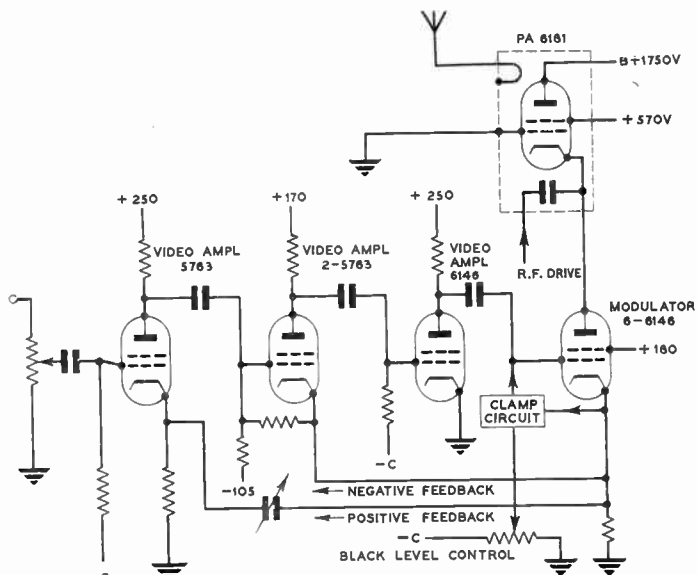 PA 6181
B+1750V
+570V
+250
+170
+250
VIDEO AMPL
5763
VIDEO AMPL
2-5763
VIDEO
AMPL
6146
R.F. DRIVE
MODULATOR
6-6146
+160
CLAMP
CIRCUIT
-C
-105
NEGATIVE FEEDBACK
POSITIVE FEEDBACK
-C
BLACK LEVEL CONTROL